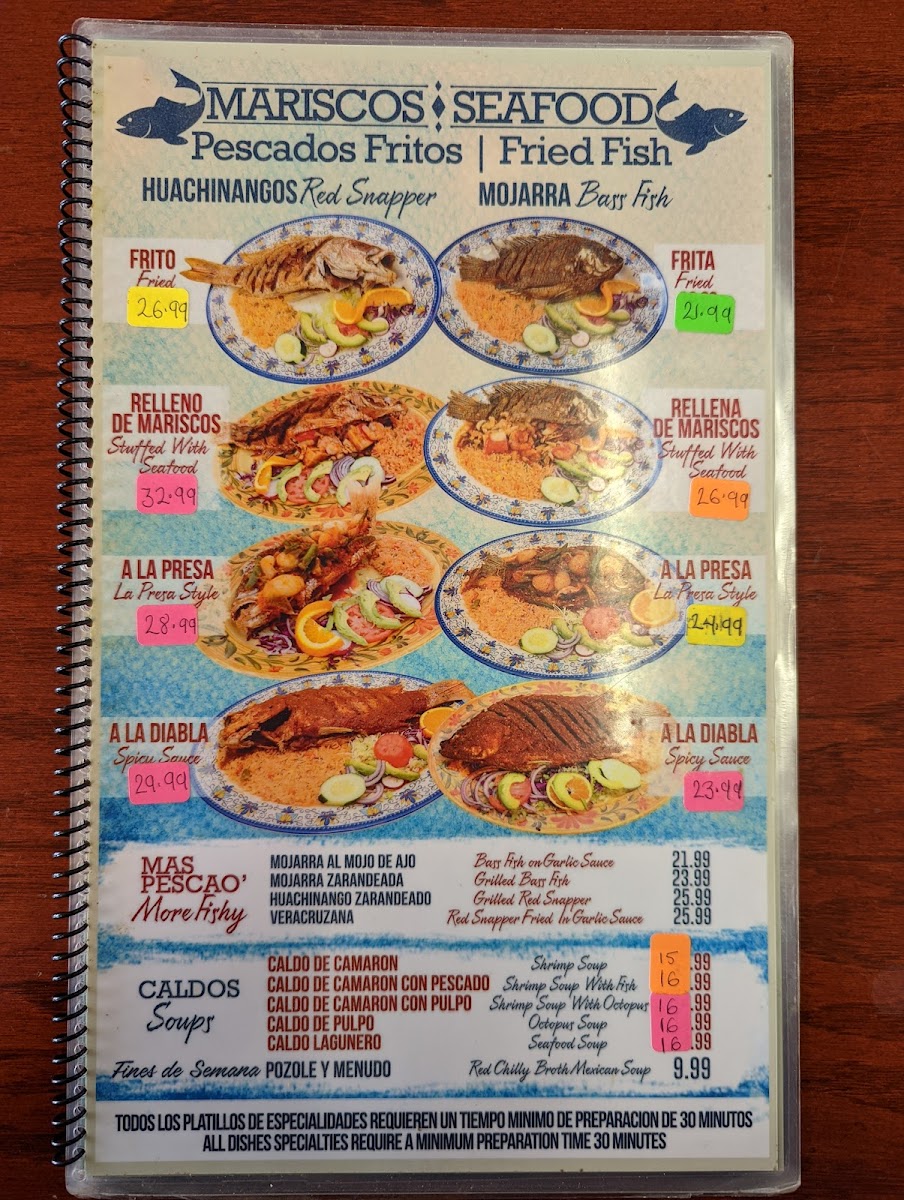 MARISCOS SEAFOOD
Pescados Fritos | Fried Fish
HUACHINANGOS Red Snapper
MOJARRA Bass Fish
FRITO
Fried
26.99
FRITA
Fried
21.99
RELLENO
DE MARISCOS
Stuffed With
Seafood
32.99
RELLENA
DE MARISCOS
Stuffed With
Seafood
26.99
A LA PRESA
La Presa Style
28.99
A LA PRESA
La Presa Style
24.99
A LA DIABLA
Spicy Sauce
29.99
A LA DIABLA
Spicy Sauce
23.99
MAS
PESCAO'
More Fishy
MOJARRA AL MOJO DE AJO Bass Fish on Garlic Sauce 21.99
MOJARRA ZARANDEADA Grilled Bass Fish 23.99
HUACHINANGO ZARANDEADO Grilled Red Snapper 25.99
VERACRUZANA Red Snapper Fried In Garlic Sauce 25.99
CALDOS
Soups
CALDO DE CAMARON Shrimp Soup 15.99
CALDO DE CAMARON CON PESCADO Shrimp Soup With Fish 16.99
CALDO DE CAMARON CON PULPO Shrimp Soup With Octopus 16.99
CALDO DE PULPO Octopus Soup 16.99
CALDO LAGUNERO Seafood Soup 16.99
Fines de Semana POZOLE Y MENUDO Red Chilly Broth Mexican Soup 9.99
TODOS LOS PLATILLOS DE ESPECIALIDADES REQUIEREN UN TIEMPO MINIMO DE PREPARACION DE 30 MINUTOS
ALL DISHES SPECIALTIES REQUIRE A MINIMUM PREPARATION TIME 30 MINUTES